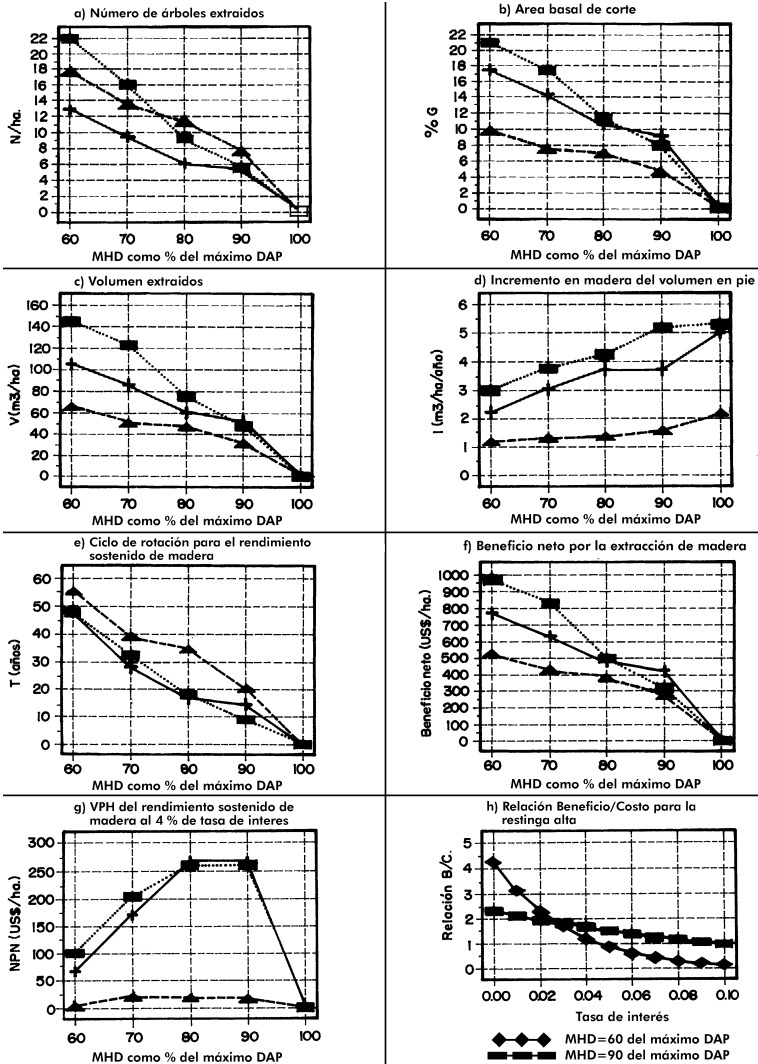 a) Número de árboles extraidos
22
20
18
16
14
12
10
8
6
4
2
0
N/ha.
60 70 80 90 100
MHD como % del máximo DAP
b) Area basal de corte
22
20
18
16
14
12
10
8
6
4
2
0
% G
60 70 80 90 100
MHD como % del máximo DAP
c) Volumen extraidos
160
140
120
100
80
60
40
20
0
V(m3/ha)
60 70 80 90 100
MHD como % del máximo DAP
d) Incremento en madera del volumen en pie
6
5
4
3
2
1
0
I (m3/ha/año)
60 70 80 90 100
MHD como % del máximo DAP
e) Ciclo de rotación para el rendimiento
sostenido de madera
60
50
40
30
20
10
0
T (años)
60 70 80 90 100
MHD como % del máximo DAP
f) Beneficio neto por la extracción de madera
1000
900
800
700
600
500
400
300
200
100
0
Beneficio neto (US$/ha.)
60 70 80 90 100
MHD como % del máximo DAP
g) VPH del rendimiento sostenido de
madera al 4 % de tasa de interes
300
250
200
150
100
50
0
NPN (US$/ha.)
60 70 80 90 100
MHD como % del máximo DAP
h) Relación Beneficio/Costo para la
restinga alta
5
4
3
2
1
0
Relación B/C.
0.00 0.02 0.04 0.06 0.08 0.10
Tasa de interés
MHD=60 del máximo DAP
MHD=90 del máximo DAP